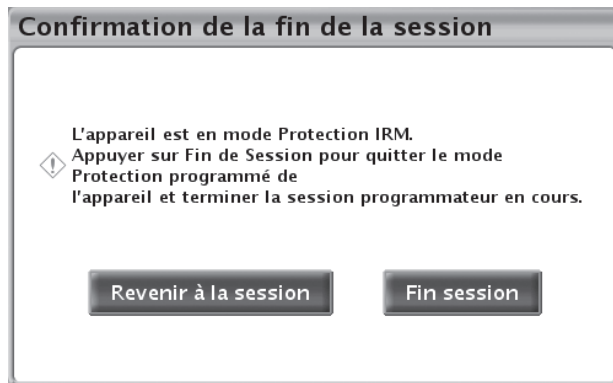 Confirmation de la fin de la session
L'appareil est en mode Protection IRM.
Appuyer sur Fin de Session pour quitter le mode
Protection programmé de
l'appareil et terminer la session programmateur en cours.
Revenir à la session
Fin session